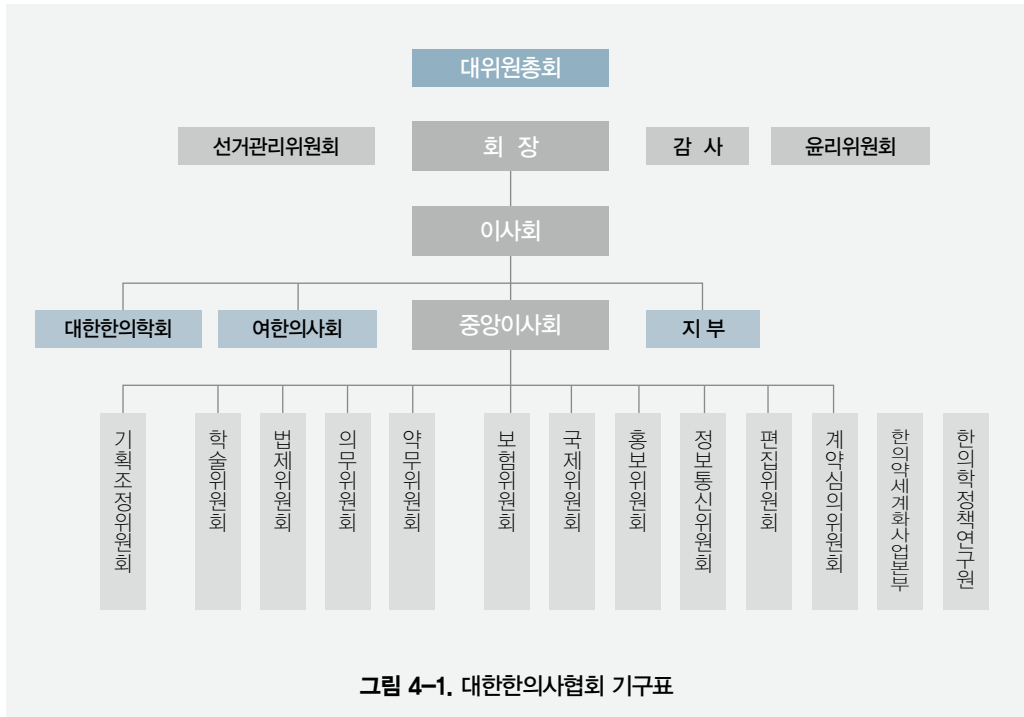 대위원총회
선거관리위원회
회 장
감 사
윤리위원회
이사회
대한한의학회
여한의사회
중앙이사회
지 부
기획조정위원회
학술위원회
법제위원회
의무위원회
약무위원회
보험위원회
국제위원회
홍보위원회
정보통신위원회
편집위원회
계약심의위원회
한의약세계화사업본부
한의학정책연구원
그림 4-1. 대한한의사협회 기구표